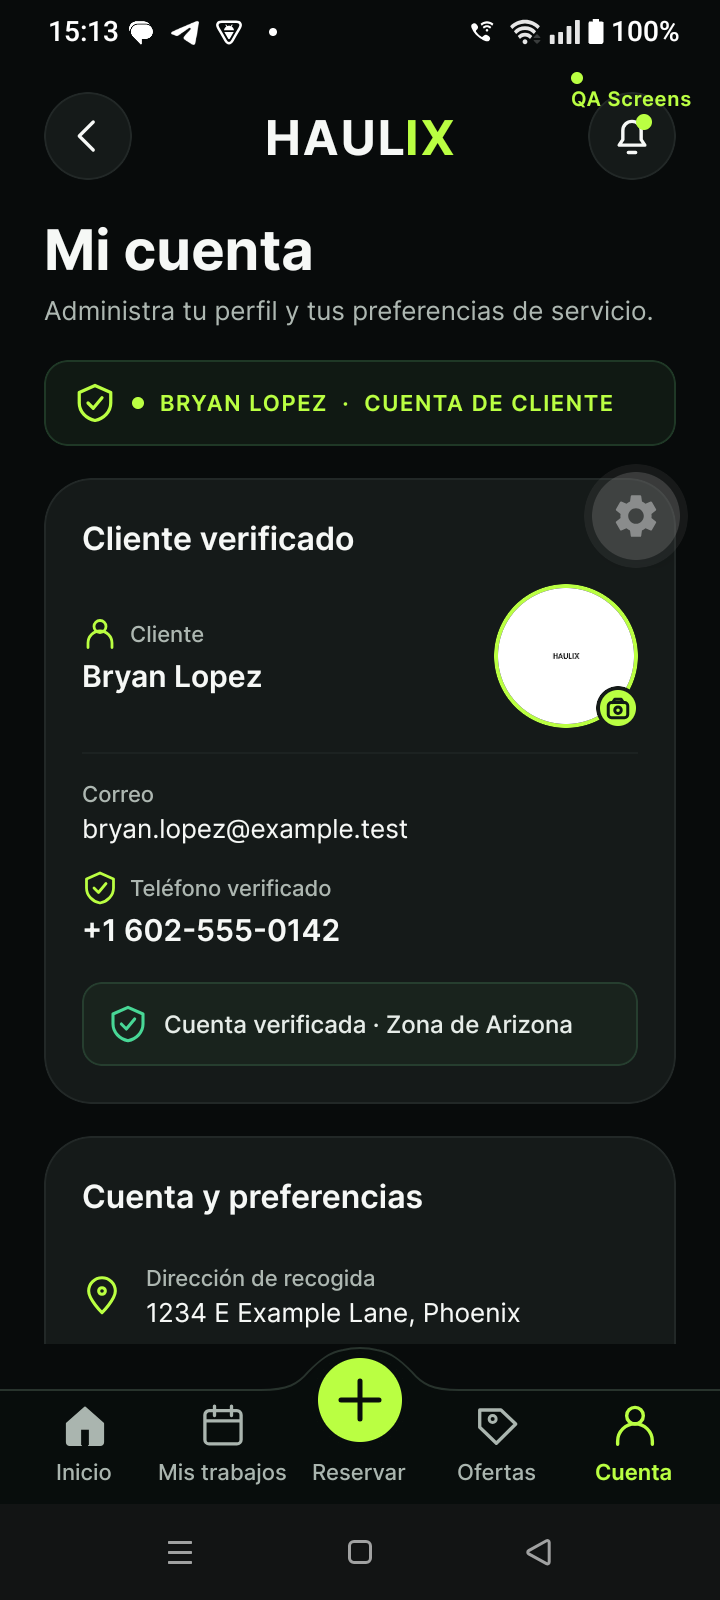 15:13
100%
QA Screens
HAULIX
Mi cuenta
Administra tu perfil y tus preferencias de servicio.
BRYAN LOPEZ · CUENTA DE CLIENTE
Cliente verificado
Cliente
Bryan Lopez
HAULIX
Correo
bryan.lopez@example.test
Teléfono verificado
+1 602-555-0142
Cuenta verificada · Zona de Arizona
Cuenta y preferencias
Dirección de recogida
1234 E Example Lane, Phoenix
Inicio
Mis trabajos
Reservar
Ofertas
Cuenta